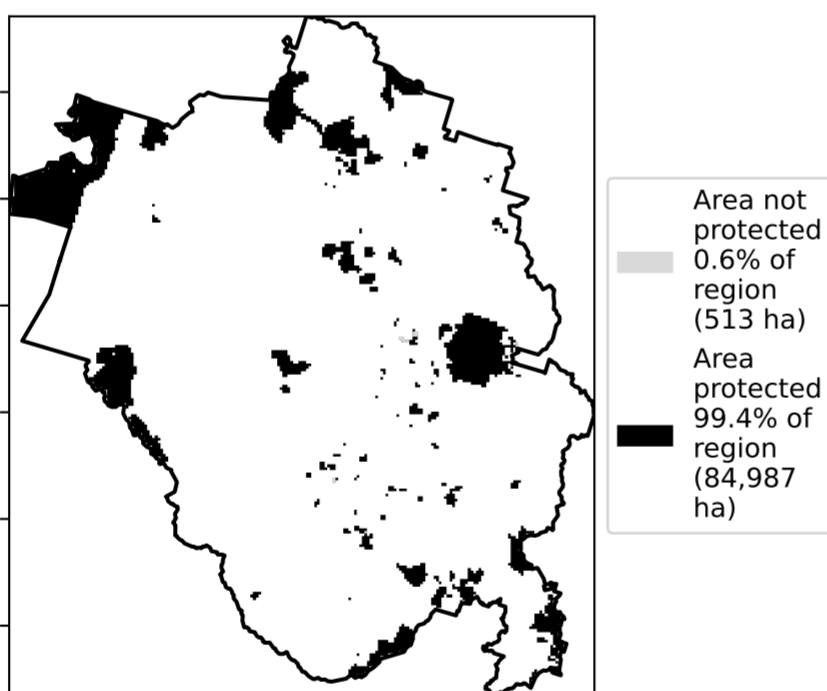 Area not
protected
0.6% of
region
(513 ha)
Area
protected
99.4% of
region
(84,987
ha)